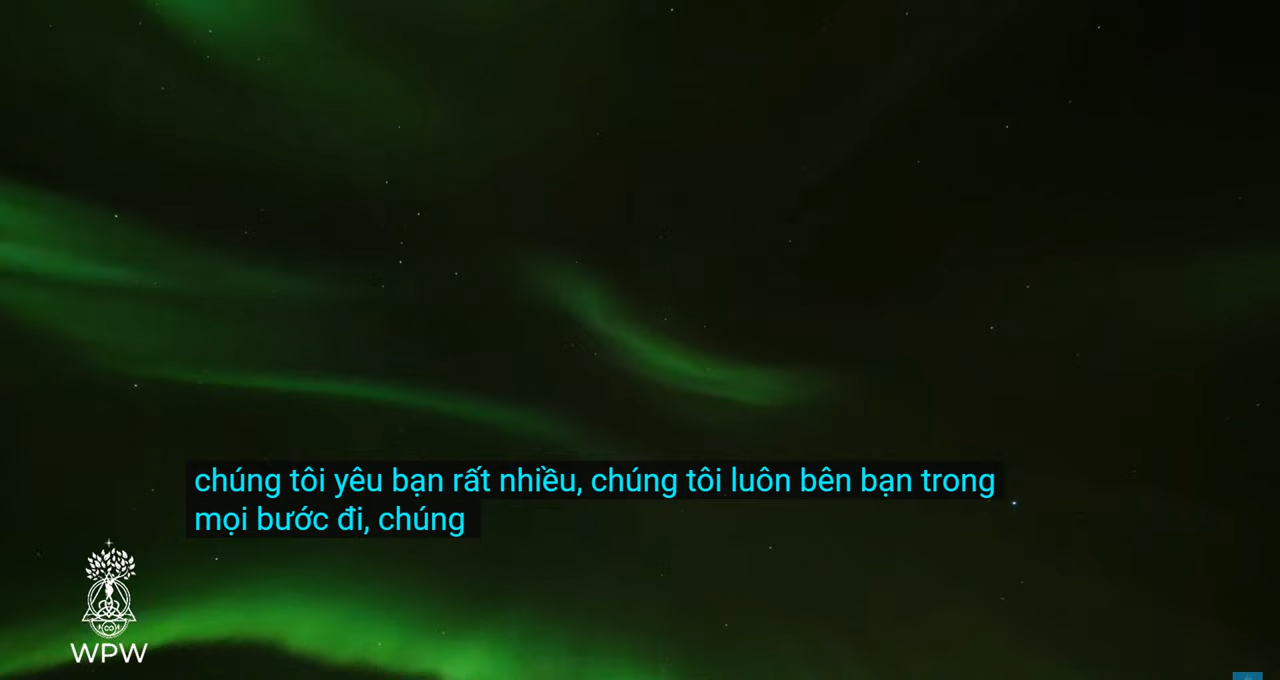 chúng tôi yêu bạn rất nhiều, chúng tôi luôn bên bạn trong
mọi bước đi, chúng
WPW